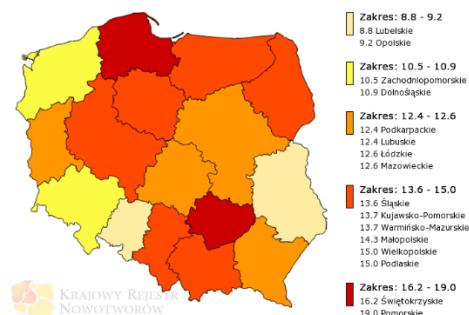 Zakres: 8.8 - 9.2
8.8 Lubelskie
9.2 Opolskie
Zakres: 10.5 - 10.9
10.5 Zachodniopomorskie
10.9 Dolnośląskie
Zakres: 12.4 - 12.6
12.4 Podkarpackie
12.4 Lubuskie
12.6 Łódzkie
12.6 Mazowieckie
Zakres: 13.6 - 15.0
13.6 Śląskie
13.7 Kujawsko-Pomorskie
13.7 Warmińsko-Mazurskie
14.3 Małopolskie
15.0 Wielkopolskie
15.0 Podlaskie
Zakres: 16.2 - 19.0
16.2 Świętokrzyskie
19.0 Pomorskie
Krajowy Rejestr
Nowotworów